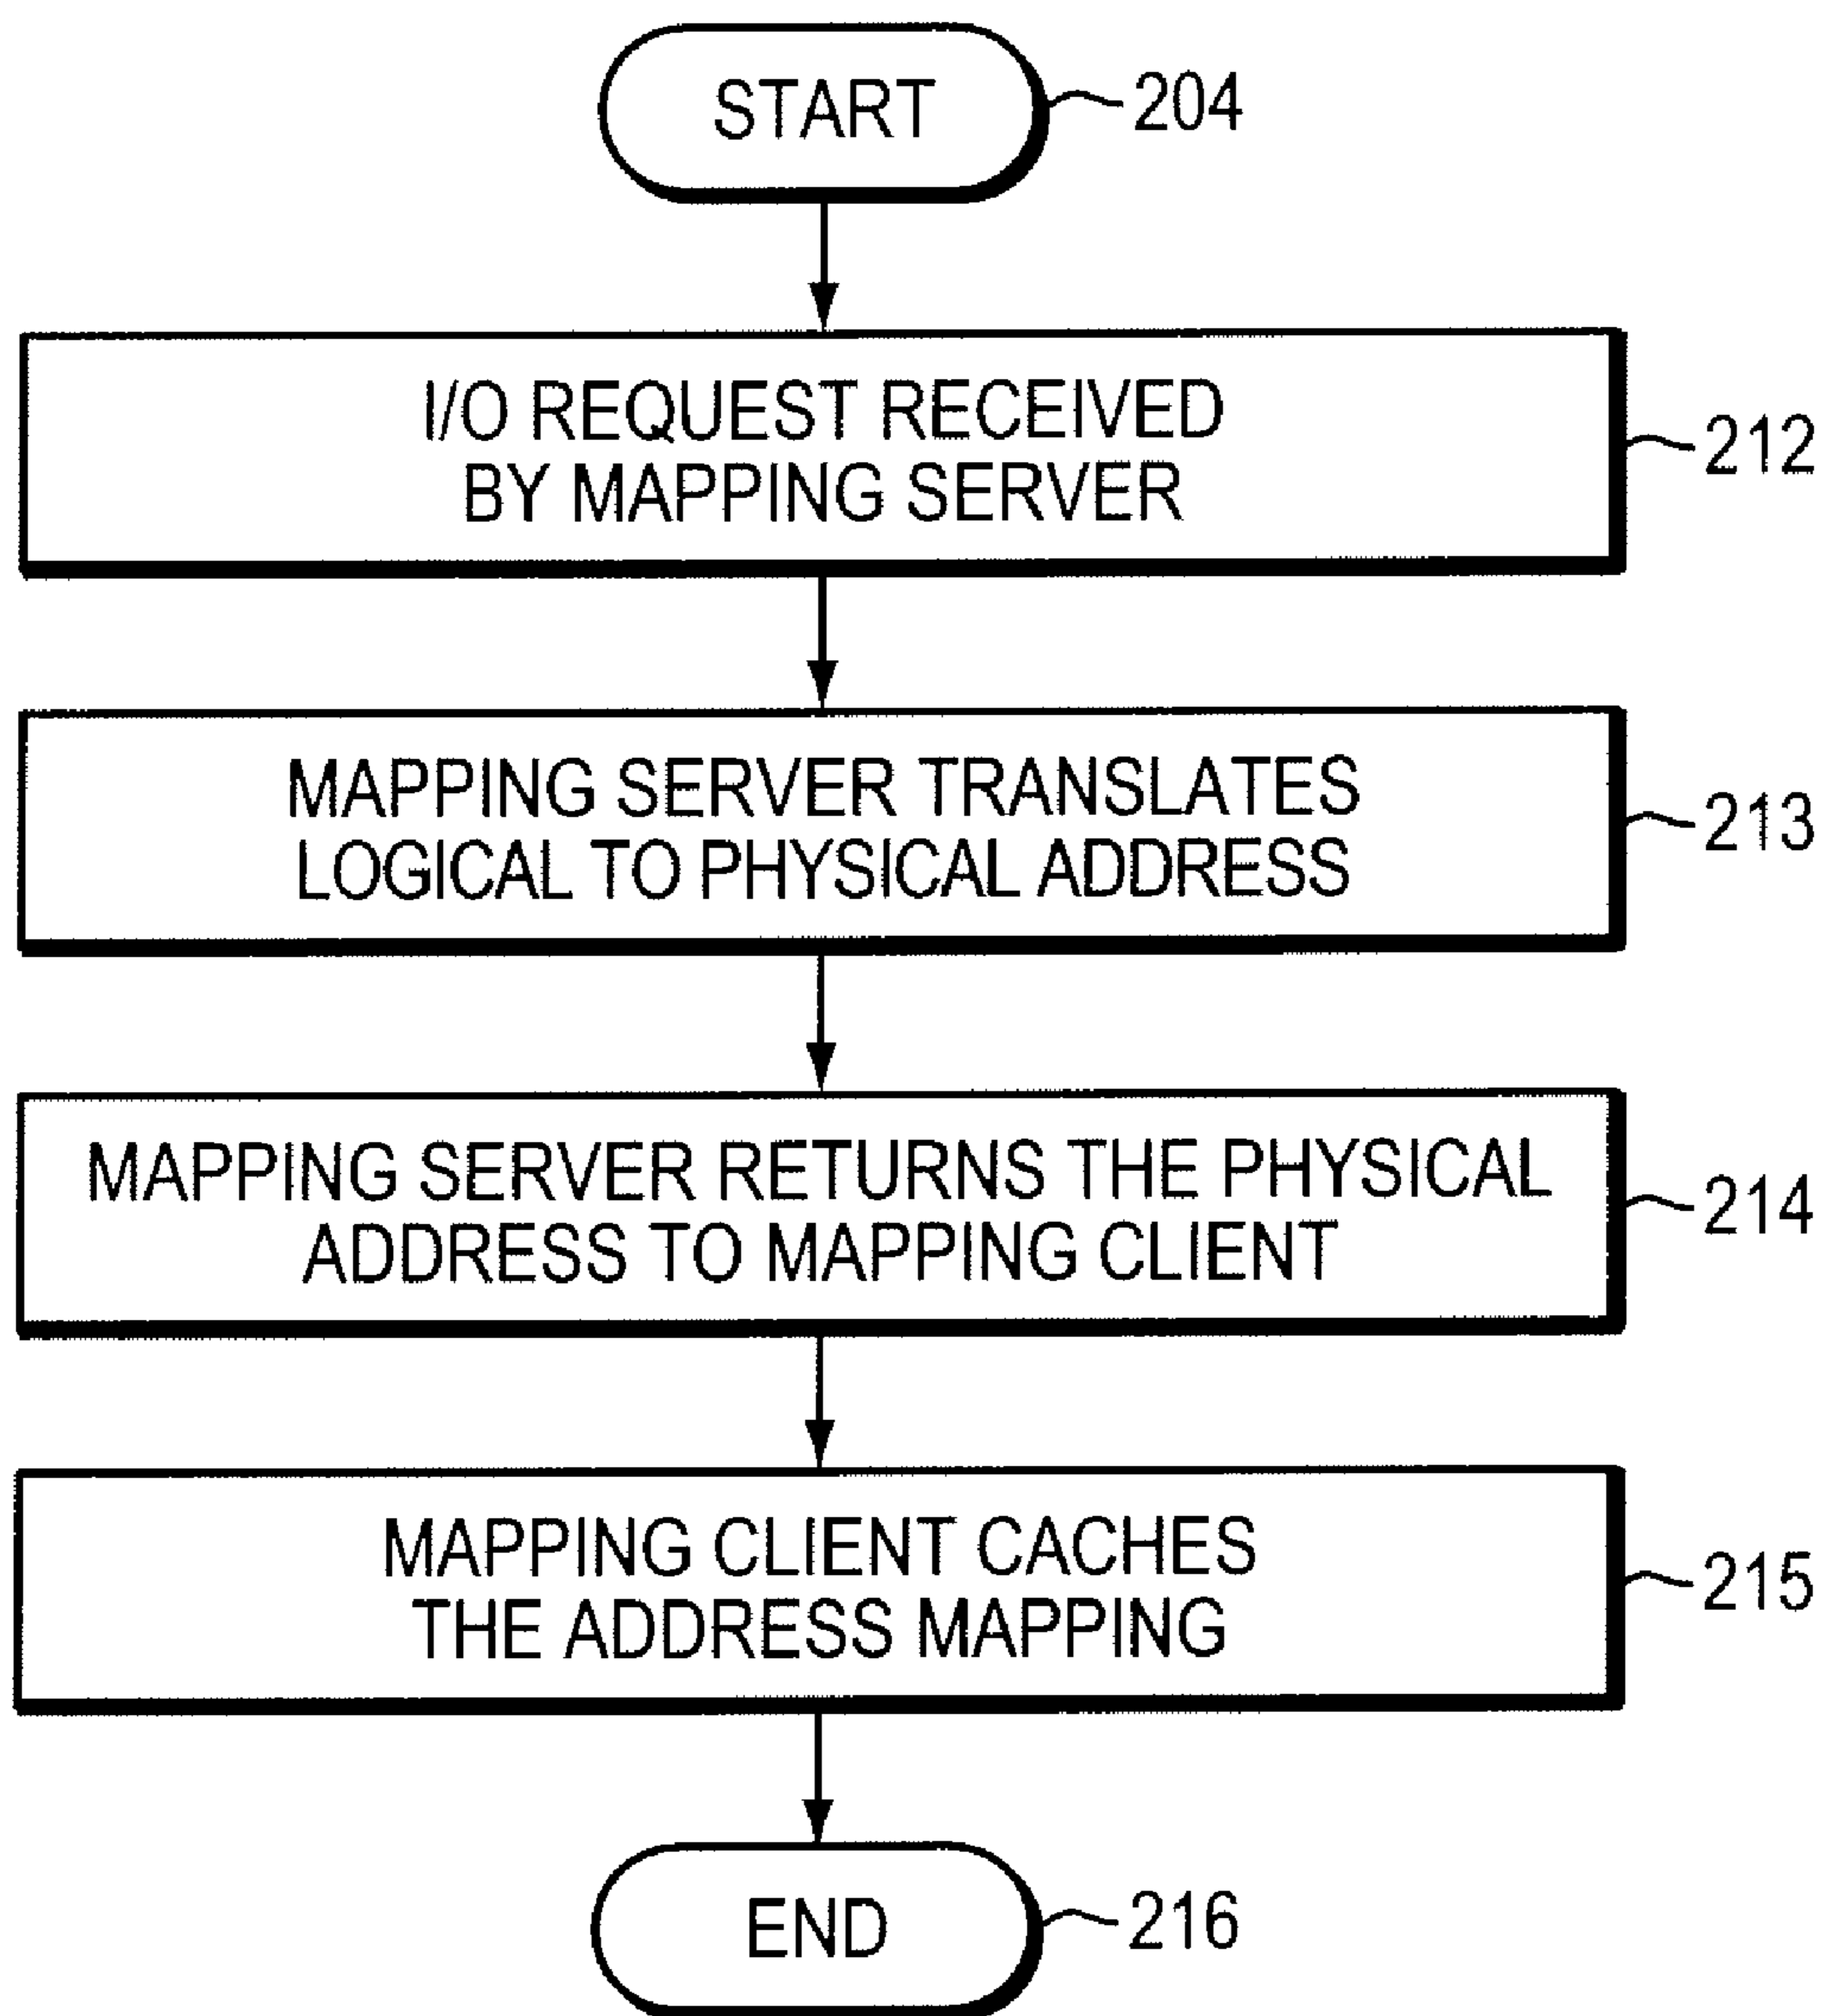 START
204
I/O REQUEST RECEIVED
BY MAPPING SERVER
212
MAPPING SERVER TRANSLATES
LOGICAL TO PHYSICAL ADDRESS
213
MAPPING SERVER RETURNS THE PHYSICAL
ADDRESS TO MAPPING CLIENT
214
MAPPING CLIENT CACHES
THE ADDRESS MAPPING
215
END
216